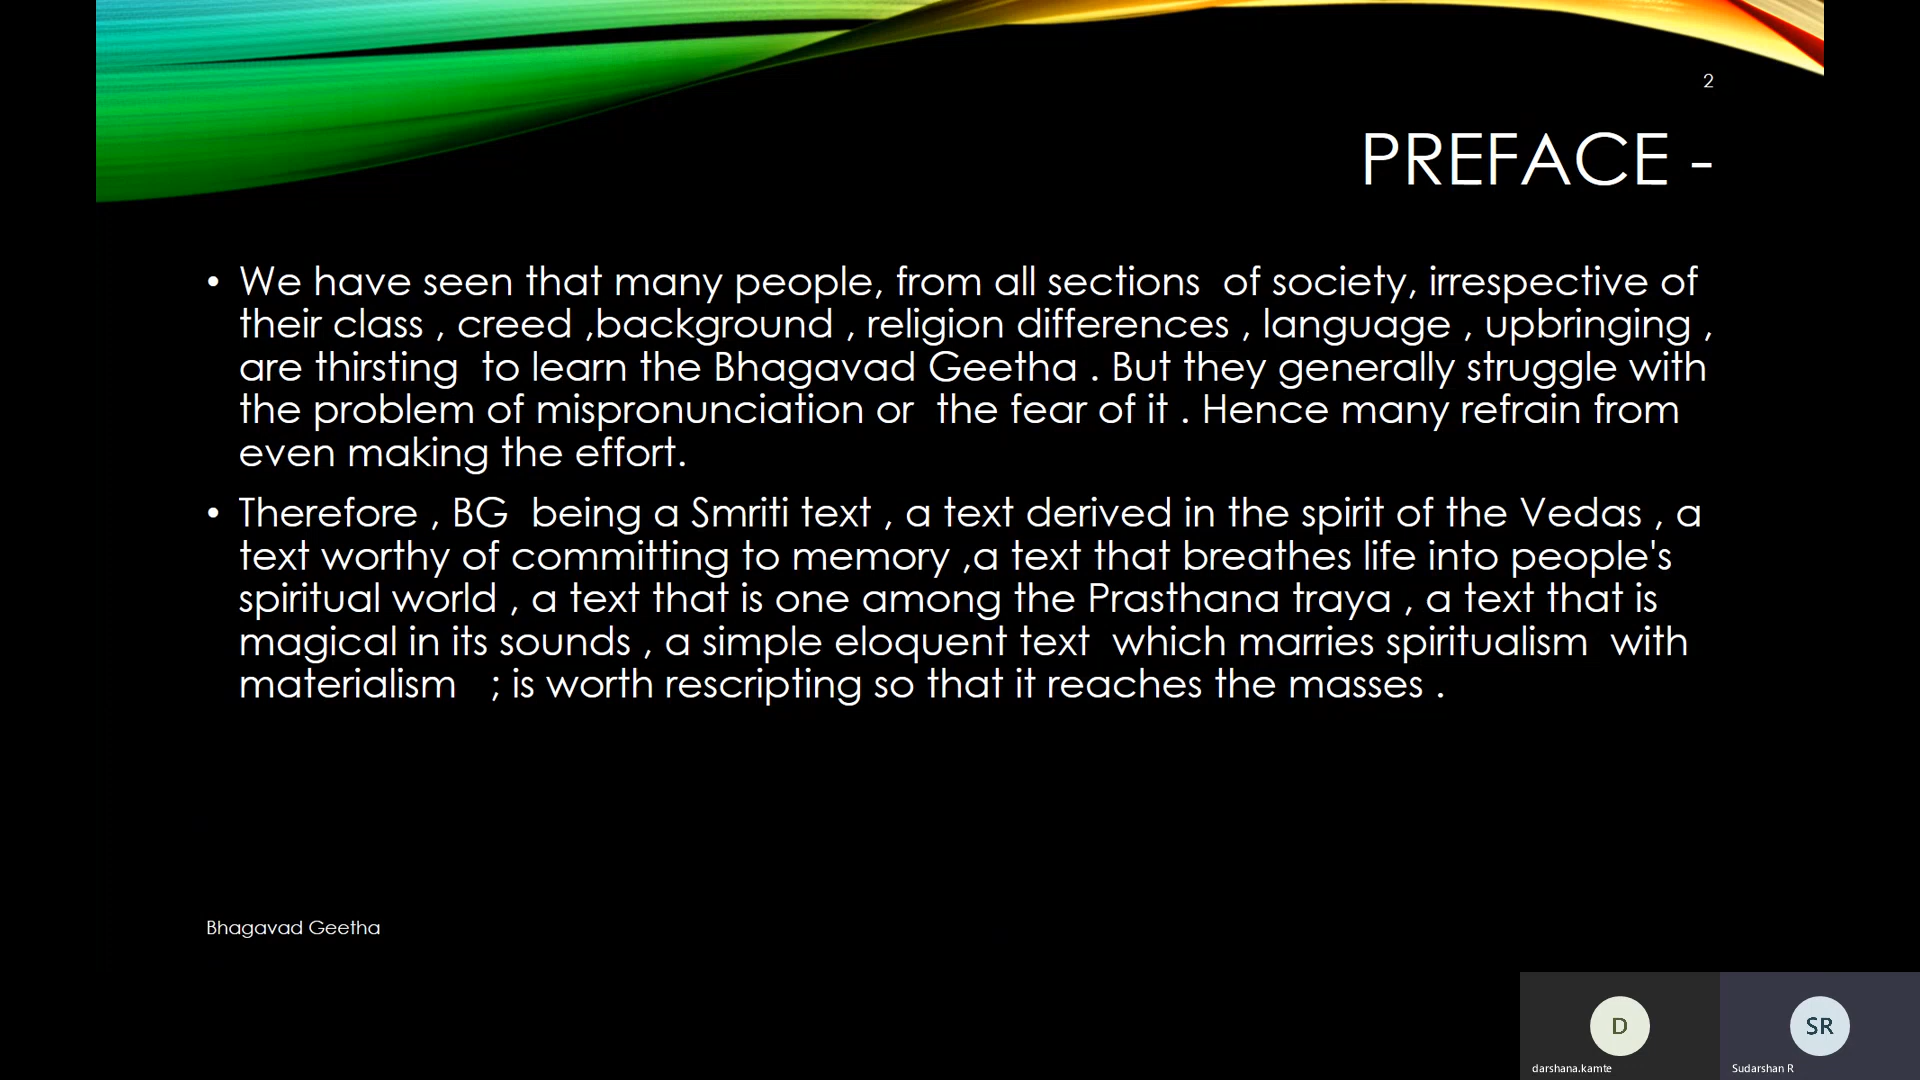 2
PREFACE -
• We have seen that many people, from all sections  of society, irrespective of
their class , creed ,background , religion differences , language , upbringing ,
are thirsting  to learn the Bhagavad Geetha . But they generally struggle with
the problem of mispronunciation or  the fear of it . Hence many refrain from
even making the effort.
• Therefore , BG  being a Smriti text , a text derived in the spirit of the Vedas , a
text worthy of committing to memory ,a text that breathes life into people's
spiritual world , a text that is one among the Prasthana traya , a text that is
magical in its sounds , a simple eloquent text  which marries spiritualism  with
materialism   ; is worth rescripting so that it reaches the masses .
Bhagavad Geetha
D
SR
darshana.kamte
Sudarshan R